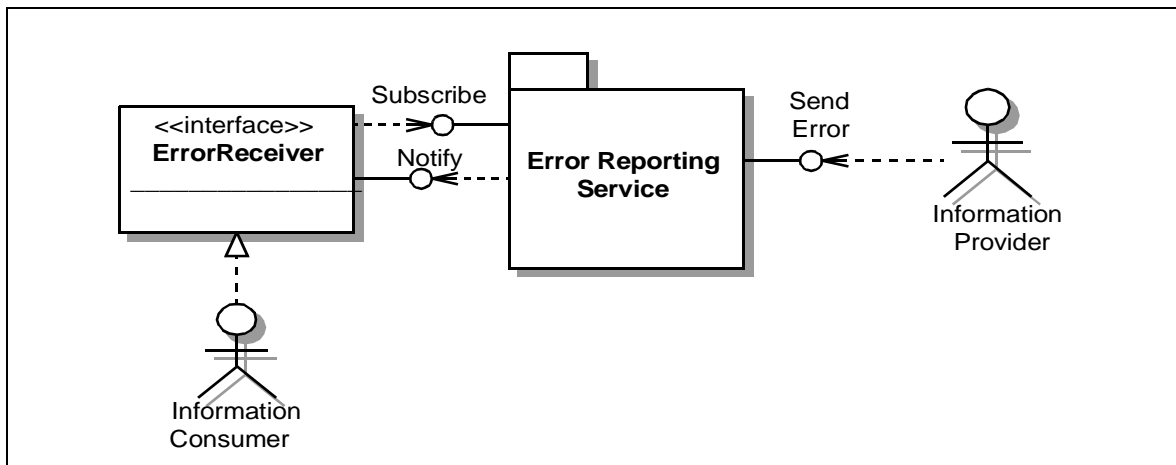 Subscribe
<<interface>>
ErrorReceiver
Notify
Error Reporting
Service
Send
Error
Information
Provider
Information
Consumer